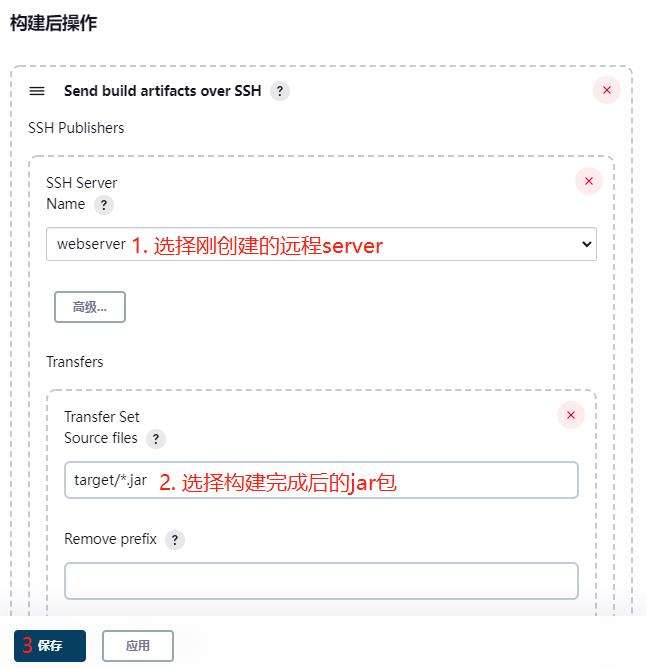 构建后操作
Send build artifacts over SSH ?
SSH Publishers
SSH Server
Name ?
webserver 1. 选择刚创建的远程server
高级...
Transfers
Transfer Set
Source files ?
target/*.jar 2. 选择构建完成后的jar包
Remove prefix ?
3 保存
应用